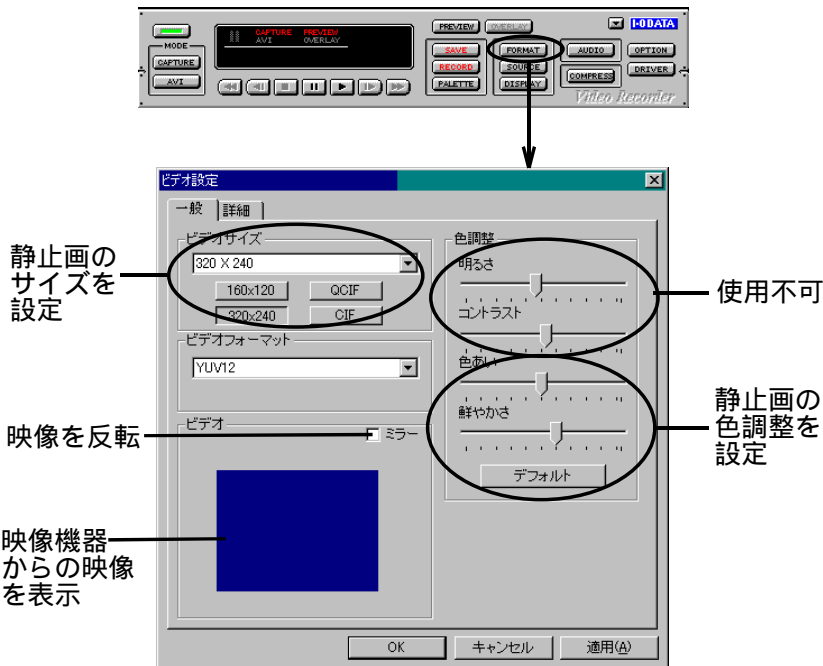 PREVIEW OVERLAY
I-O DATA
CAPTURE PREVIEW
AVI OVERLAY
MODE
CAPTURE
AVI
SAVE
RECORD
PALETTE
FORMAT
SOURCE
DISPLAY
AUDIO
COMPRESS
OPTION
DRIVER
Video Recorder
ビデオ設定
一般 詳細
ビデオサイズ
320 X 240
160x120 QCIF
320x240 CIF
ビデオフォーマット
YUV12
ビデオ
ミラー
色調整
明るさ
コントラスト
色あい
鮮やかさ
デフォルト
OK キャンセル 適用(A)
静止画の
サイズを
設定
映像を反転
映像機器
からの映像
を表示
使用不可
静止画の
色調整を
設定